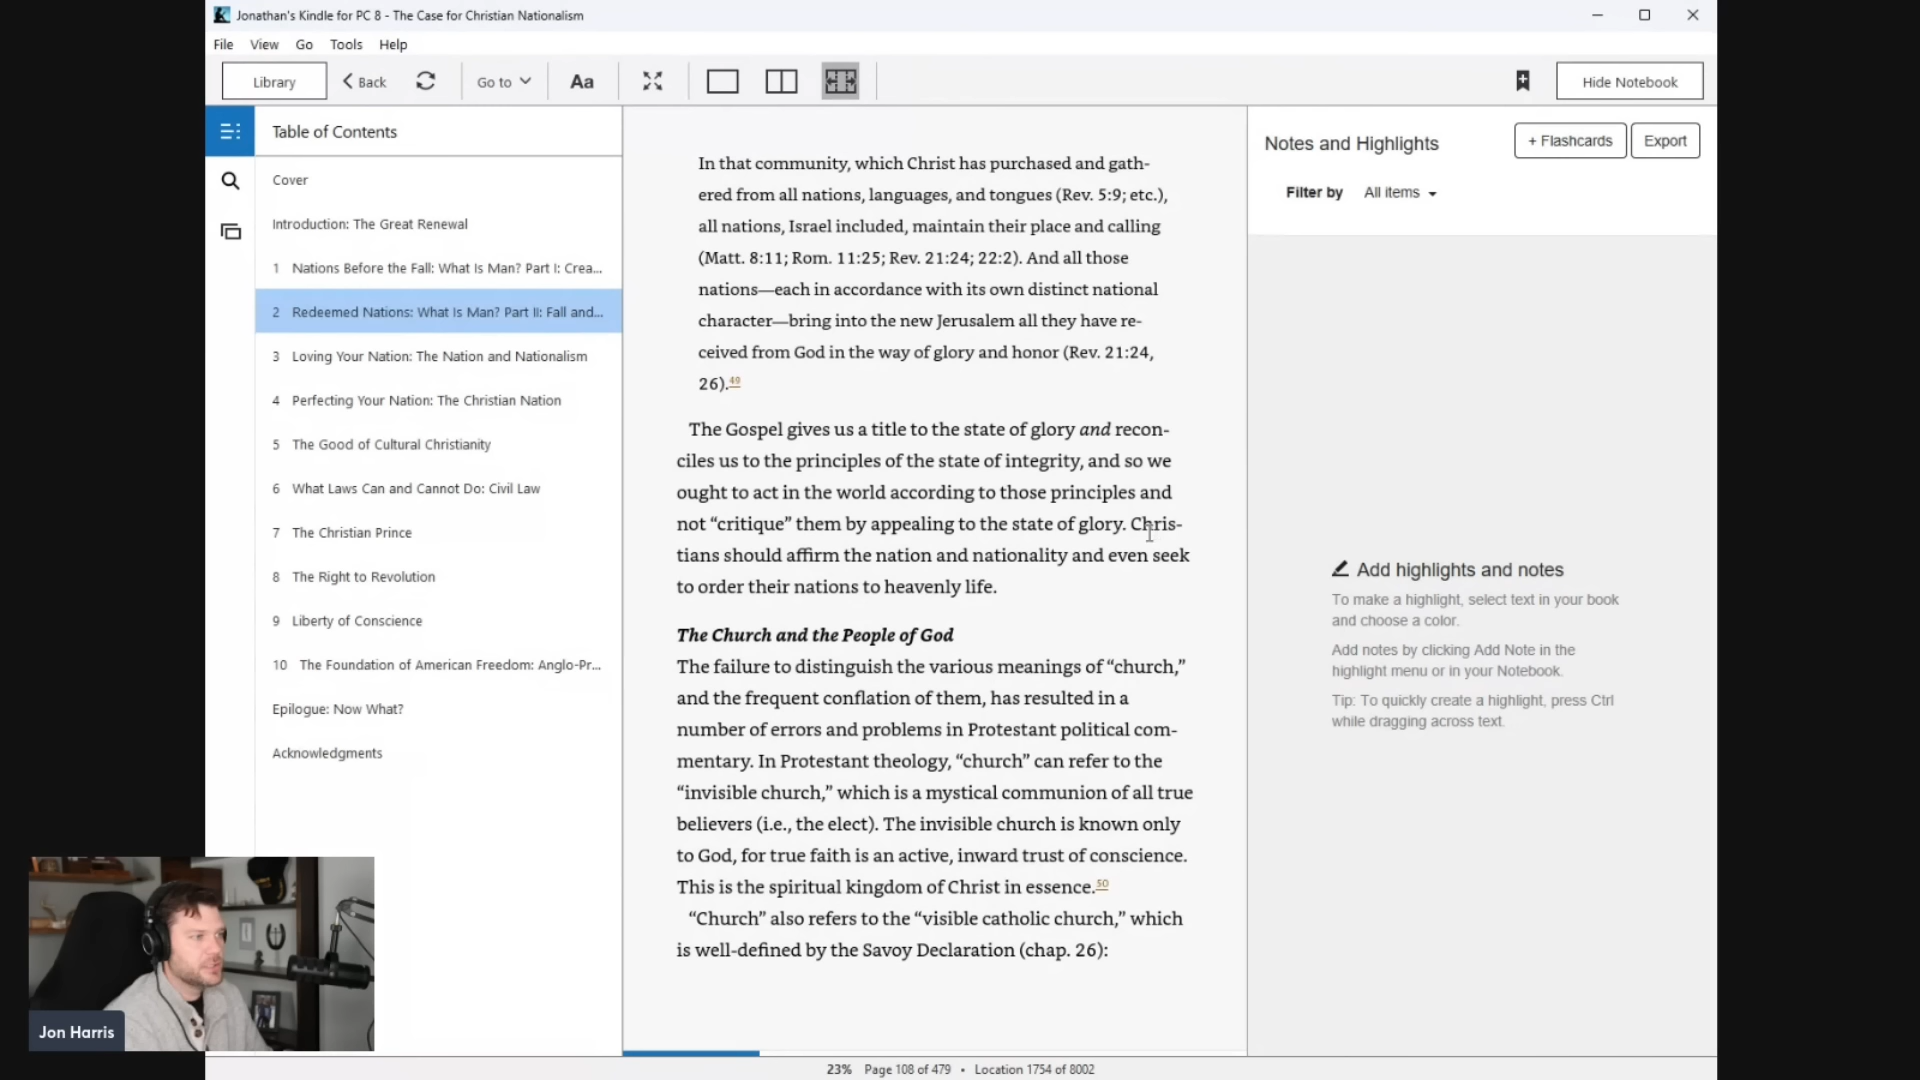 Jonathan's Kindle for PC 8 - The Case for Christian Nationalism
File View Go Tools Help
Library
Back
Go to
Aa
Hide Notebook
Table of Contents
Cover
Introduction: The Great Renewal
1 Nations Before the Fall: What Is Man? Part I: Crea...
2 Redeemed Nations: What Is Man? Part II: Fall and...
3 Loving Your Nation: The Nation and Nationalism
4 Perfecting Your Nation: The Christian Nation
5 The Good of Cultural Christianity
6 What Laws Can and Cannot Do: Civil Law
7 The Christian Prince
8 The Right to Revolution
9 Liberty of Conscience
10 The Foundation of American Freedom: Anglo-Pr...
Epilogue: Now What?
Acknowledgments
In that community, which Christ has purchased and gath-
ered from all nations, languages, and tongues (Rev. 5:9; etc.),
all nations, Israel included, maintain their place and calling
(Matt. 8:11; Rom. 11:25; Rev. 21:24; 22:2). And all those
nations—each in accordance with its own distinct national
character—bring into the new Jerusalem all they have re-
ceived from God in the way of glory and honor (Rev. 21:24,
26).49
The Gospel gives us a title to the state of glory and recon-
ciles us to the principles of the state of integrity, and so we
ought to act in the world according to those principles and
not “critique” them by appealing to the state of glory. Chris-
tians should affirm the nation and nationality and even seek
to order their nations to heavenly life.
The Church and the People of God
The failure to distinguish the various meanings of “church,”
and the frequent conflation of them, has resulted in a
number of errors and problems in Protestant political com-
mentary. In Protestant theology, “church” can refer to the
“invisible church,” which is a mystical communion of all true
believers (i.e., the elect). The invisible church is known only
to God, for true faith is an active, inward trust of conscience.
This is the spiritual kingdom of Christ in essence.50
“Church” also refers to the “visible catholic church,” which
is well-defined by the Savoy Declaration (chap. 26):
Notes and Highlights
+ Flashcards
Export
Filter by All items
Add highlights and notes
To make a highlight, select text in your book
and choose a color.
Add notes by clicking Add Note in the
highlight menu or in your Notebook.
Tip: To quickly create a highlight, press Ctrl
while dragging across text.
Jon Harris
23% Page 108 of 479 • Location 1754 of 8002